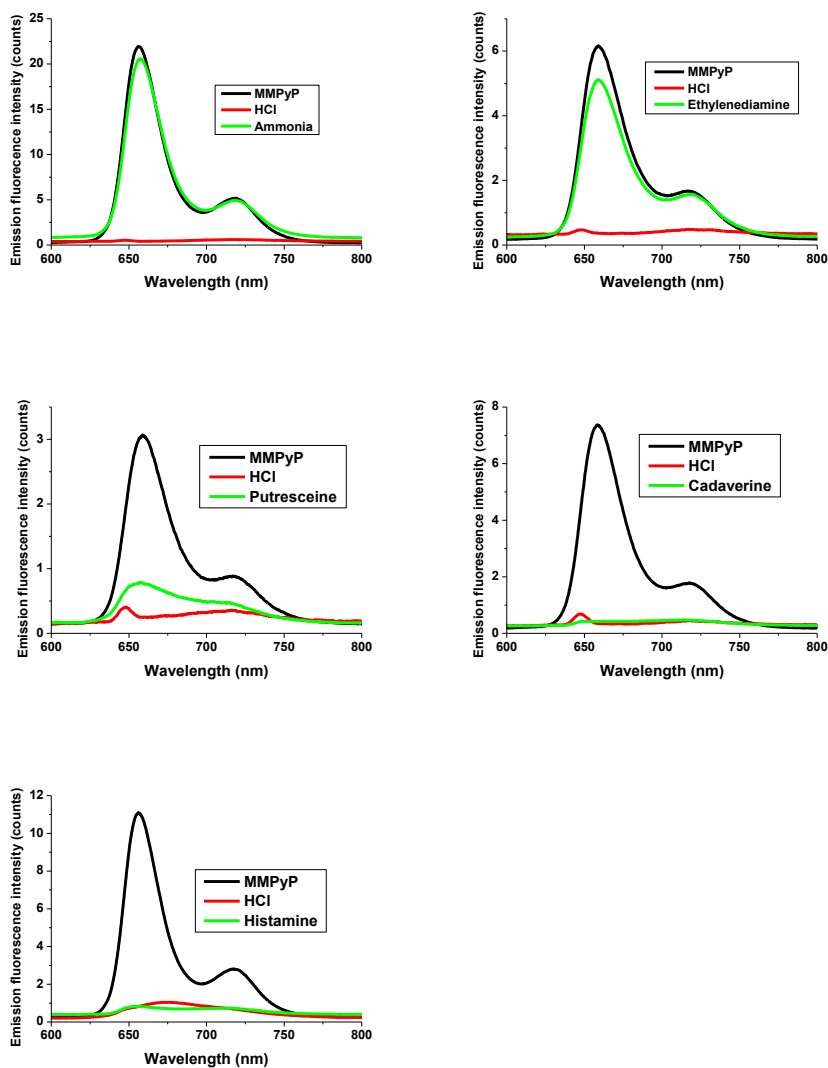 Emission fluorescence intensity (counts)
25
20
15
10
5
0
MMPyP
HCl
Ammonia
600 650 700 750 800
Wavelength (nm)
Emission fluorescence intensity (counts)
6
4
2
0
MMPyP
HCl
Ethylenediamine
600 650 700 750 800
Wavelength (nm)
Emission fluorescence intensity (counts)
3
2
1
0
MMPyP
HCl
Putresceine
600 650 700 750 800
Wavelength (nm)
Emission fluorescence intensity (counts)
8
6
4
2
0
MMPyP
HCl
Cadaverine
600 650 700 750 800
Wavelength (nm)
Emission fluorescence intensity (counts)
12
10
8
6
4
2
0
MMPyP
HCl
Histamine
600 650 700 750 800
Wavelength (nm)